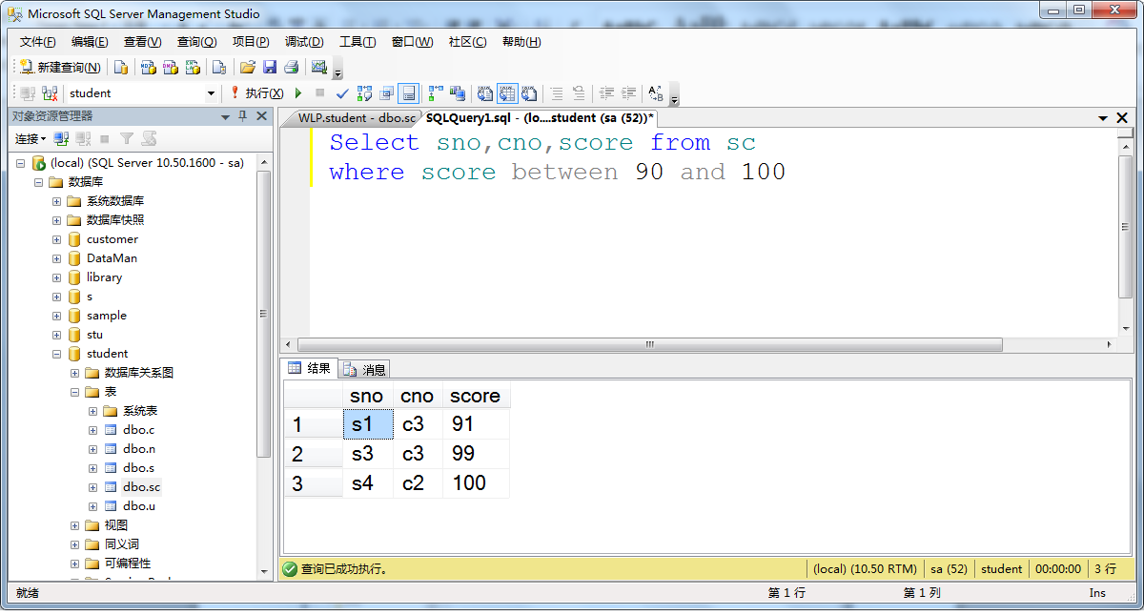 Microsoft SQL Server Management Studio
文件(F) 编辑(E) 查看(V) 查询(Q) 项目(P) 调试(D) 工具(T) 窗口(W) 社区(C) 帮助(H)
新建查询(N)
student 执行(X)
对象资源管理器
连接
(local) (SQL Server 10.50.1600 - sa)
数据库
系统数据库
数据库快照
customer
DataMan
library
s
sample
stu
student
数据库关系图
表
系统表
dbo.c
dbo.n
dbo.s
dbo.sc
dbo.u
视图
同义词
可编程性
WLP.student - dbo.sc SQLQuery1.sql - (lo....student (sa (52))*
Select sno,cno,score from sc
where score between 90 and 100
结果 消息
sno cno score
1 s1 c3 91
2 s3 c3 99
3 s4 c2 100
查询已成功执行。 (local) (10.50 RTM) sa (52) student 00:00:00 3 行
就绪 第 1 行 第 1 列 Ins